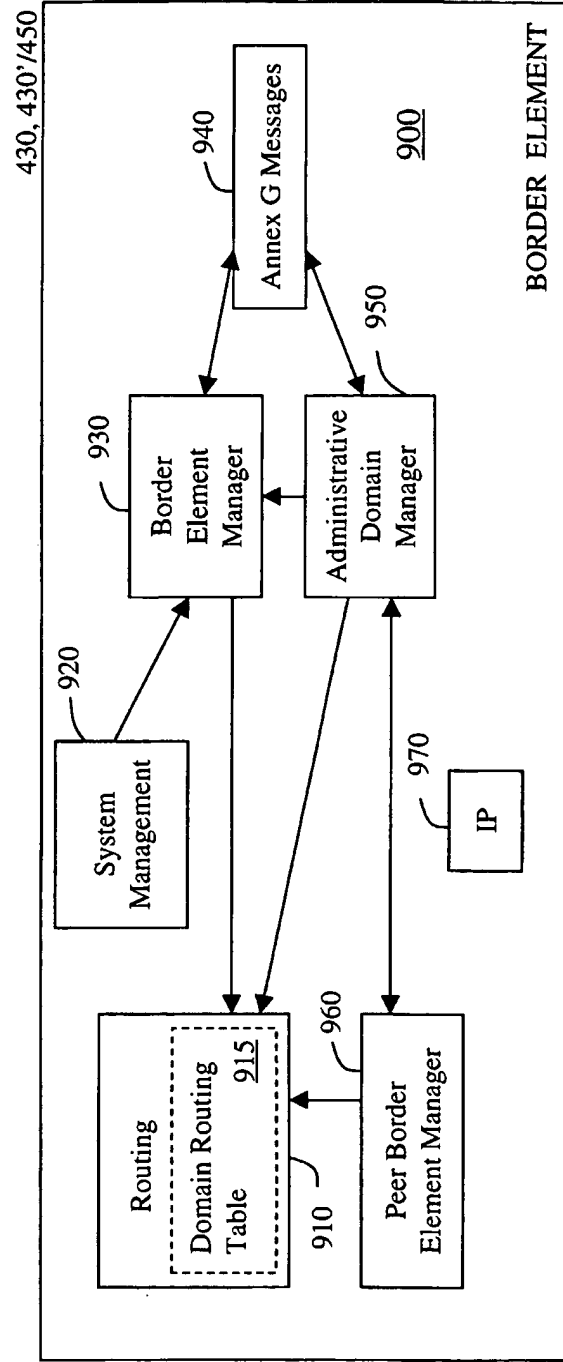 430, 430'/450
920
System
Management
930
Border
Element
Manager
940
Annex G Messages
Routing
Domain Routing
Table
915
910
960
Peer Border
Element Manager
970
IP
950
Administrative
Domain
Manager
900
BORDER ELEMENT